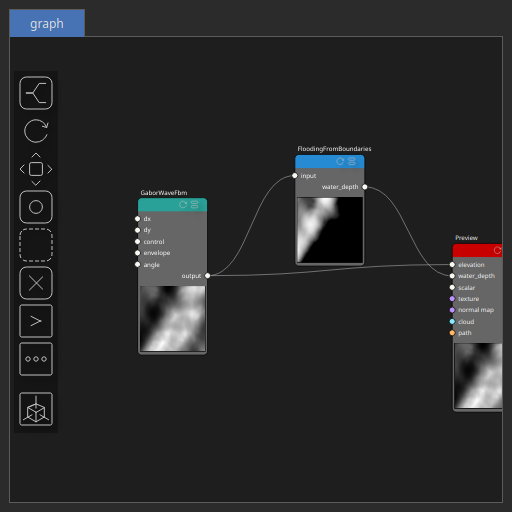 graph
FloodingFromBoundaries
input
water_depth
GaborWaveFbm
dx
dy
control
envelope
angle
output
Preview
elevation
water_depth
scalar
texture
normal map
cloud
path